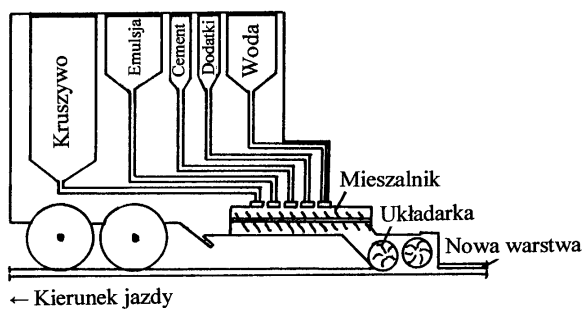 Kruszywo
Emulsja
Cement
Dodatki
Woda
Mieszalnik
Układarka
Nowa warstwa
← Kierunek jazdy